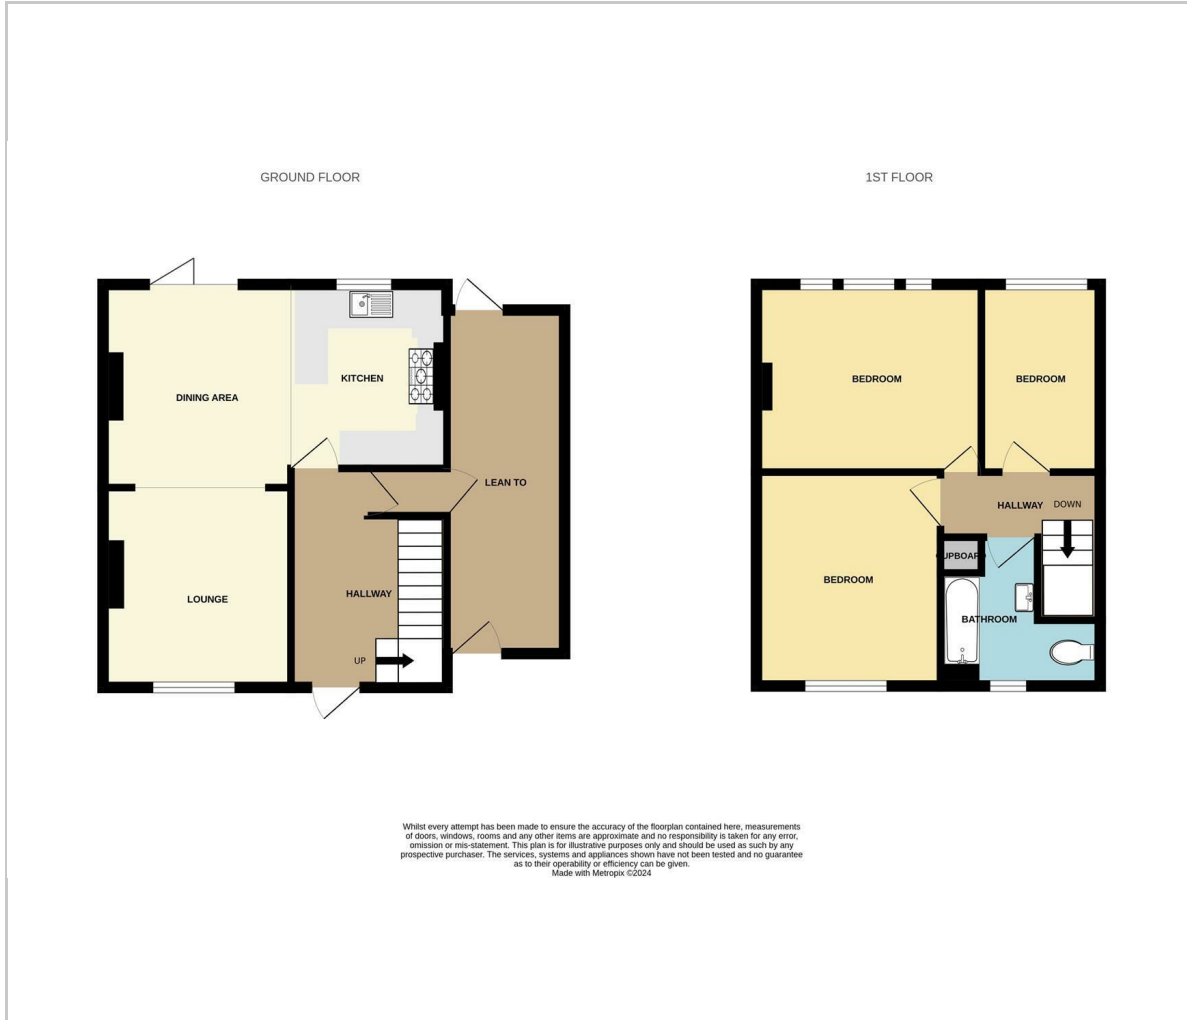 GROUND FLOOR
DINING AREA
KITCHEN
LEAN TO
LOUNGE
HALLWAY
UP
1ST FLOOR
BEDROOM
BEDROOM
HALLWAY
DOWN
CUPBOARD
BEDROOM
BATHROOM
Whilst every attempt has been made to ensure the accuracy of the floorplan contained here, measurements
of doors, windows, rooms and any other items are approximate and no responsibility is taken for any error,
omission or mis-statement. This plan is for illustrative purposes only and should be used as such by any
prospective purchaser. The services, systems and appliances shown have not been tested and no guarantee
as to their operability or efficiency can be given.
Made with Metropix ©2024